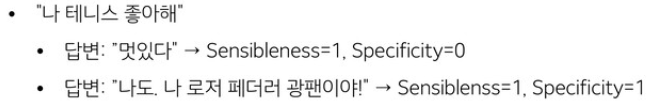 • "나 테니스 좋아해"
• 답변: "멋있다" → Sensibleness=1, Specificity=0
• 답변: "나도. 나 로저 페더러 광팬이야!" → Sensiblenss=1, Specificity=1